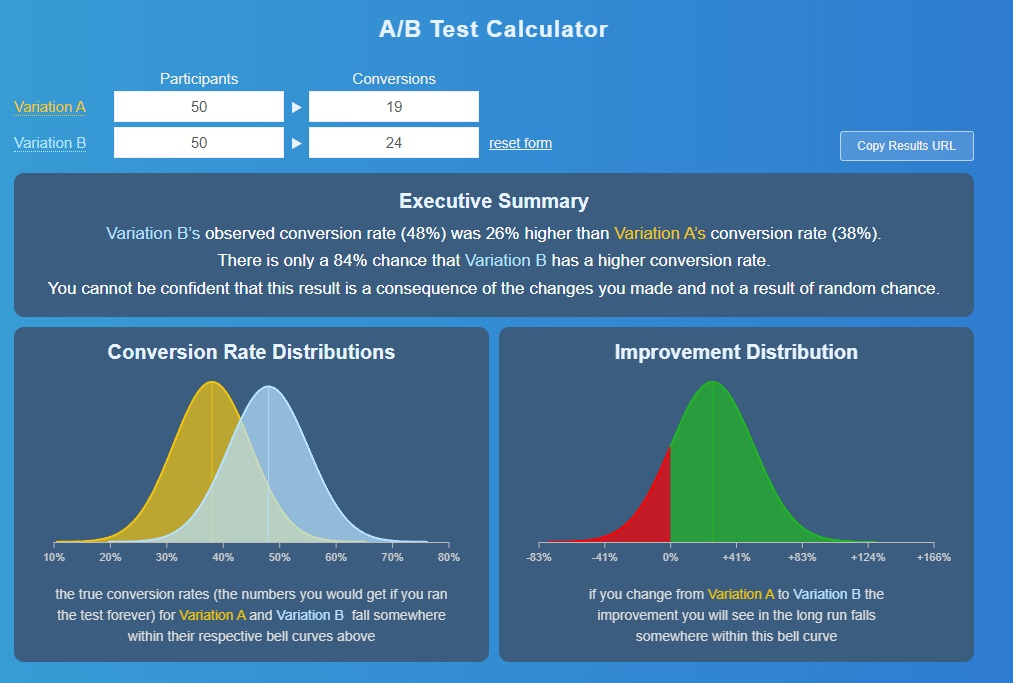 A/B Test Calculator
Participants Conversions
Variation A 50 19
Variation B 50 24 reset form
Copy Results URL
Executive Summary
Variation B's observed conversion rate (48%) was 26% higher than Variation A's conversion rate (38%).
There is only a 84% chance that Variation B has a higher conversion rate.
You cannot be confident that this result is a consequence of the changes you made and not a result of random chance.
Conversion Rate Distributions
10% 20% 30% 40% 50% 60% 70% 80%
the true conversion rates (the numbers you would get if you ran
the test forever) for Variation A and Variation B fall somewhere
within their respective bell curves above
Improvement Distribution
-83% -41% 0% +41% +83% +124% +166%
if you change from Variation A to Variation B the
improvement you will see in the long run falls
somewhere within this bell curve